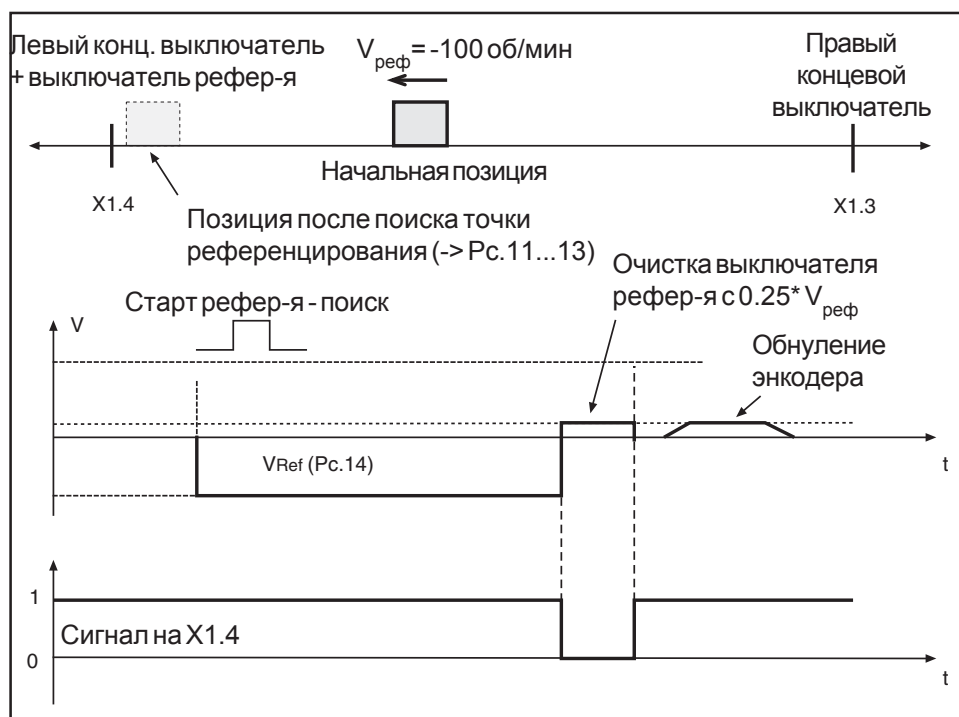 Левый конц. выключатель
+ выключатель рефер-я
V реф = -100 об/мин
Правый
концевой
выключатель
Начальная позиция
X1.4
X1.3
Позиция после поиска точки
референцирования (-> Pc.11...13)
Очистка выключателя
рефер-я с 0.25* V реф
Старт рефер-я - поиск
V
Обнуление
энкодера
VRef (Pc.14)
t
1
Сигнал на X1.4
0
t